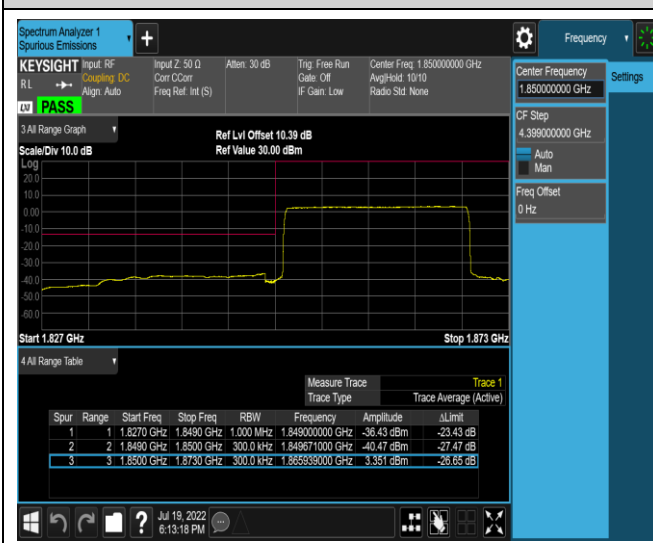 Spectrum Analyzer 1
Spurious Emissions
Frequency
KEYSIGHT Input: RF Input Z: 50 Ω Atten: 30 dB Trig: Free Run Center Freq: 1.850000000 GHz
RL Coupling: DC Corr CCorr Gate: Off Avg|Hold: 10/10
Align: Auto Freq Ref: Int (S) IF Gain: Low Radio Std: None
LXI PASS
Center Frequency
1.850000000 GHz
Settings
CF Step
4.399000000 GHz
Auto
Man
Freq Offset
0 Hz
3 All Range Graph
Ref Lvl Offset 10.39 dB
Scale/Div 10.0 dB Ref Value 30.00 dBm
Log
20.0
10.0
0.00
-10.0
-20.0
-30.0
-40.0
-50.0
-60.0
Start 1.827 GHz Stop 1.873 GHz
4 All Range Table
Measure Trace Trace 1
Trace Type Trace Average (Active)
Spur Range Start Freq Stop Freq RBW Frequency Amplitude ΔLimit
1 1 1.8270 GHz 1.8490 GHz 1.000 MHz 1.849000000 GHz -36.43 dBm -23.43 dB
2 2 1.8490 GHz 1.8500 GHz 300.0 kHz 1.849671000 GHz -40.47 dBm -27.47 dB
3 3 1.8500 GHz 1.8730 GHz 300.0 kHz 1.865939000 GHz 3.351 dBm -26.65 dB
Jul 19, 2022
6:13:18 PM